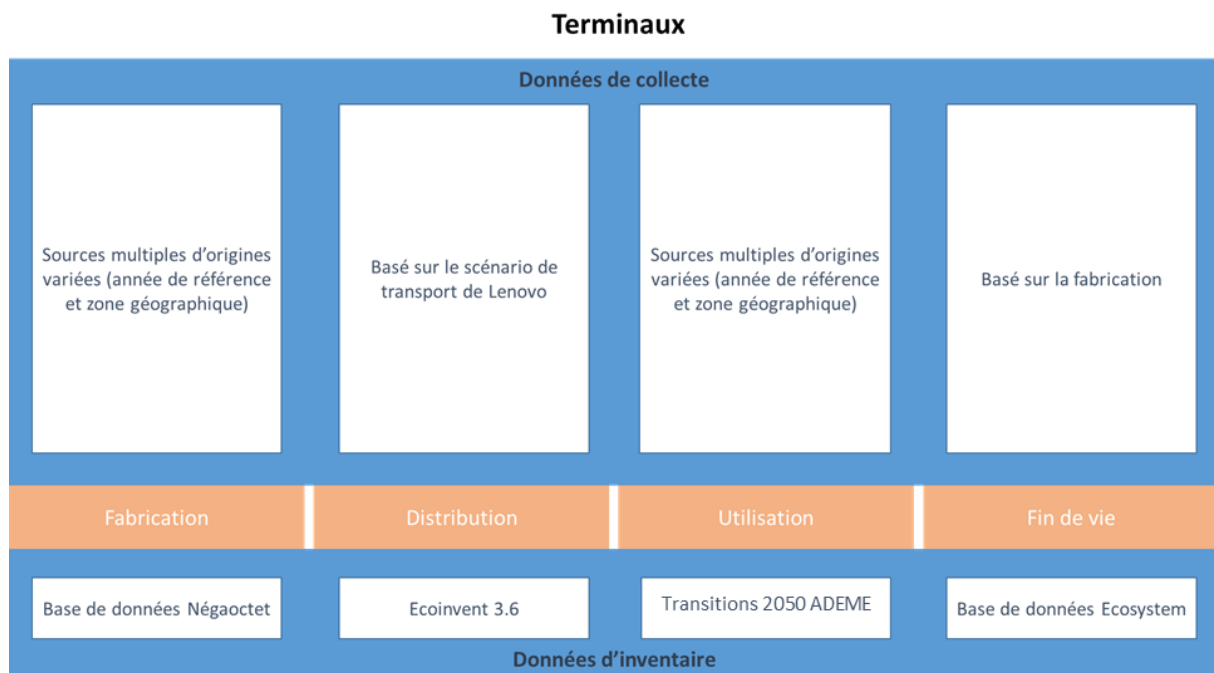 Terminaux
Données de collecte
Sources multiples d'origines
variées (année de référence
et zone géographique)
Basé sur le scénario de
transport de Lenovo
Sources multiples d'origines
variées (année de référence
et zone géographique)
Basé sur la fabrication
Fabrication
Distribution
Utilisation
Fin de vie
Base de données Négaoctet
Ecoinvent 3.6
Transitions 2050 ADEME
Base de données Ecosystem
Données d'inventaire